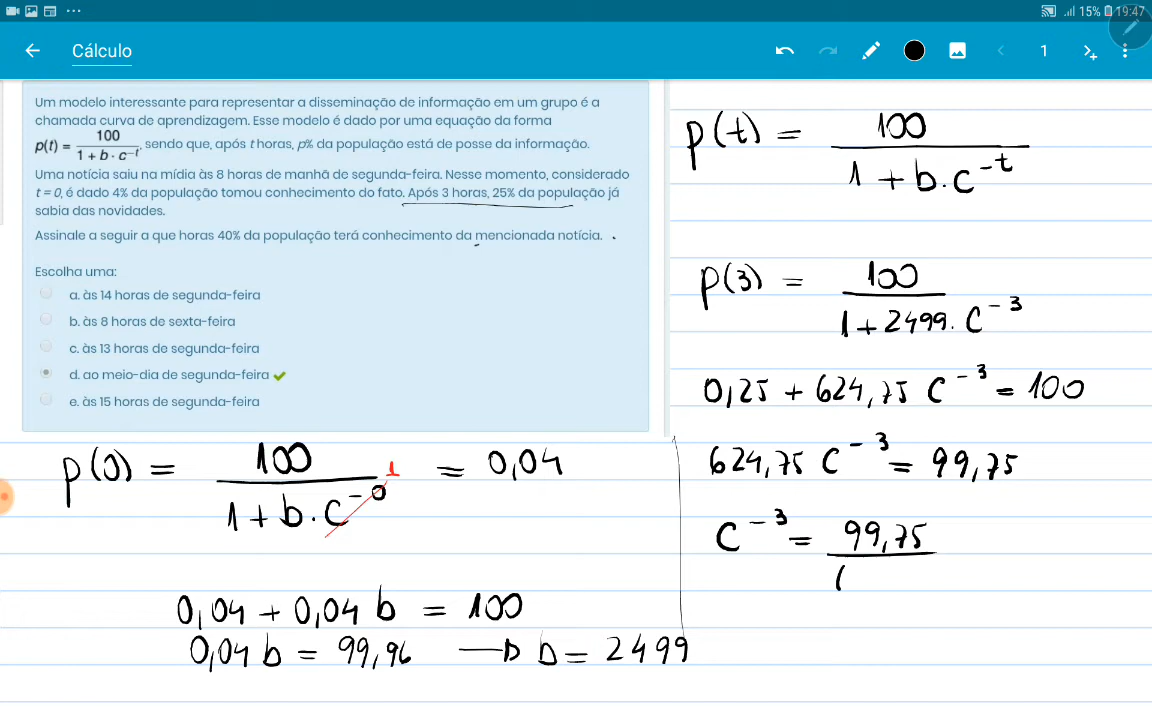 15% 19:47
Cálculo
1
Um modelo interessante para representar a disseminação de informação em um grupo é a
chamada curva de aprendizagem. Esse modelo é dado por uma equação da forma
p(t) = 100 / (1 + b · c^(-t)), sendo que, após t horas, p% da população está de posse da informação.
Uma notícia saiu na mídia às 8 horas de manhã de segunda-feira. Nesse momento, considerado
t = 0, é dado 4% da população tomou conhecimento do fato. Após 3 horas, 25% da população já
sabia das novidades.
Assinale a seguir a que horas 40% da população terá conhecimento da mencionada notícia.
Escolha uma:
a. às 14 horas de segunda-feira
b. às 8 horas de sexta-feira
c. às 13 horas de segunda-feira
d. ao meio-dia de segunda-feira
e. às 15 horas de segunda-feira
p(0) = 100 / (1 + b . c^(-0)) = 0,04
1
0,04 + 0,04 b = 100
0,04 b = 99,96 → b = 2499
p(t) = 100 / (1 + b . c^(-t))
p(3) = 100 / (1 + 2499 . c^(-3))
0,25 + 624,75 c^(-3) = 100
624,75 c^(-3) = 99,75
c^(-3) = 99,75 / (